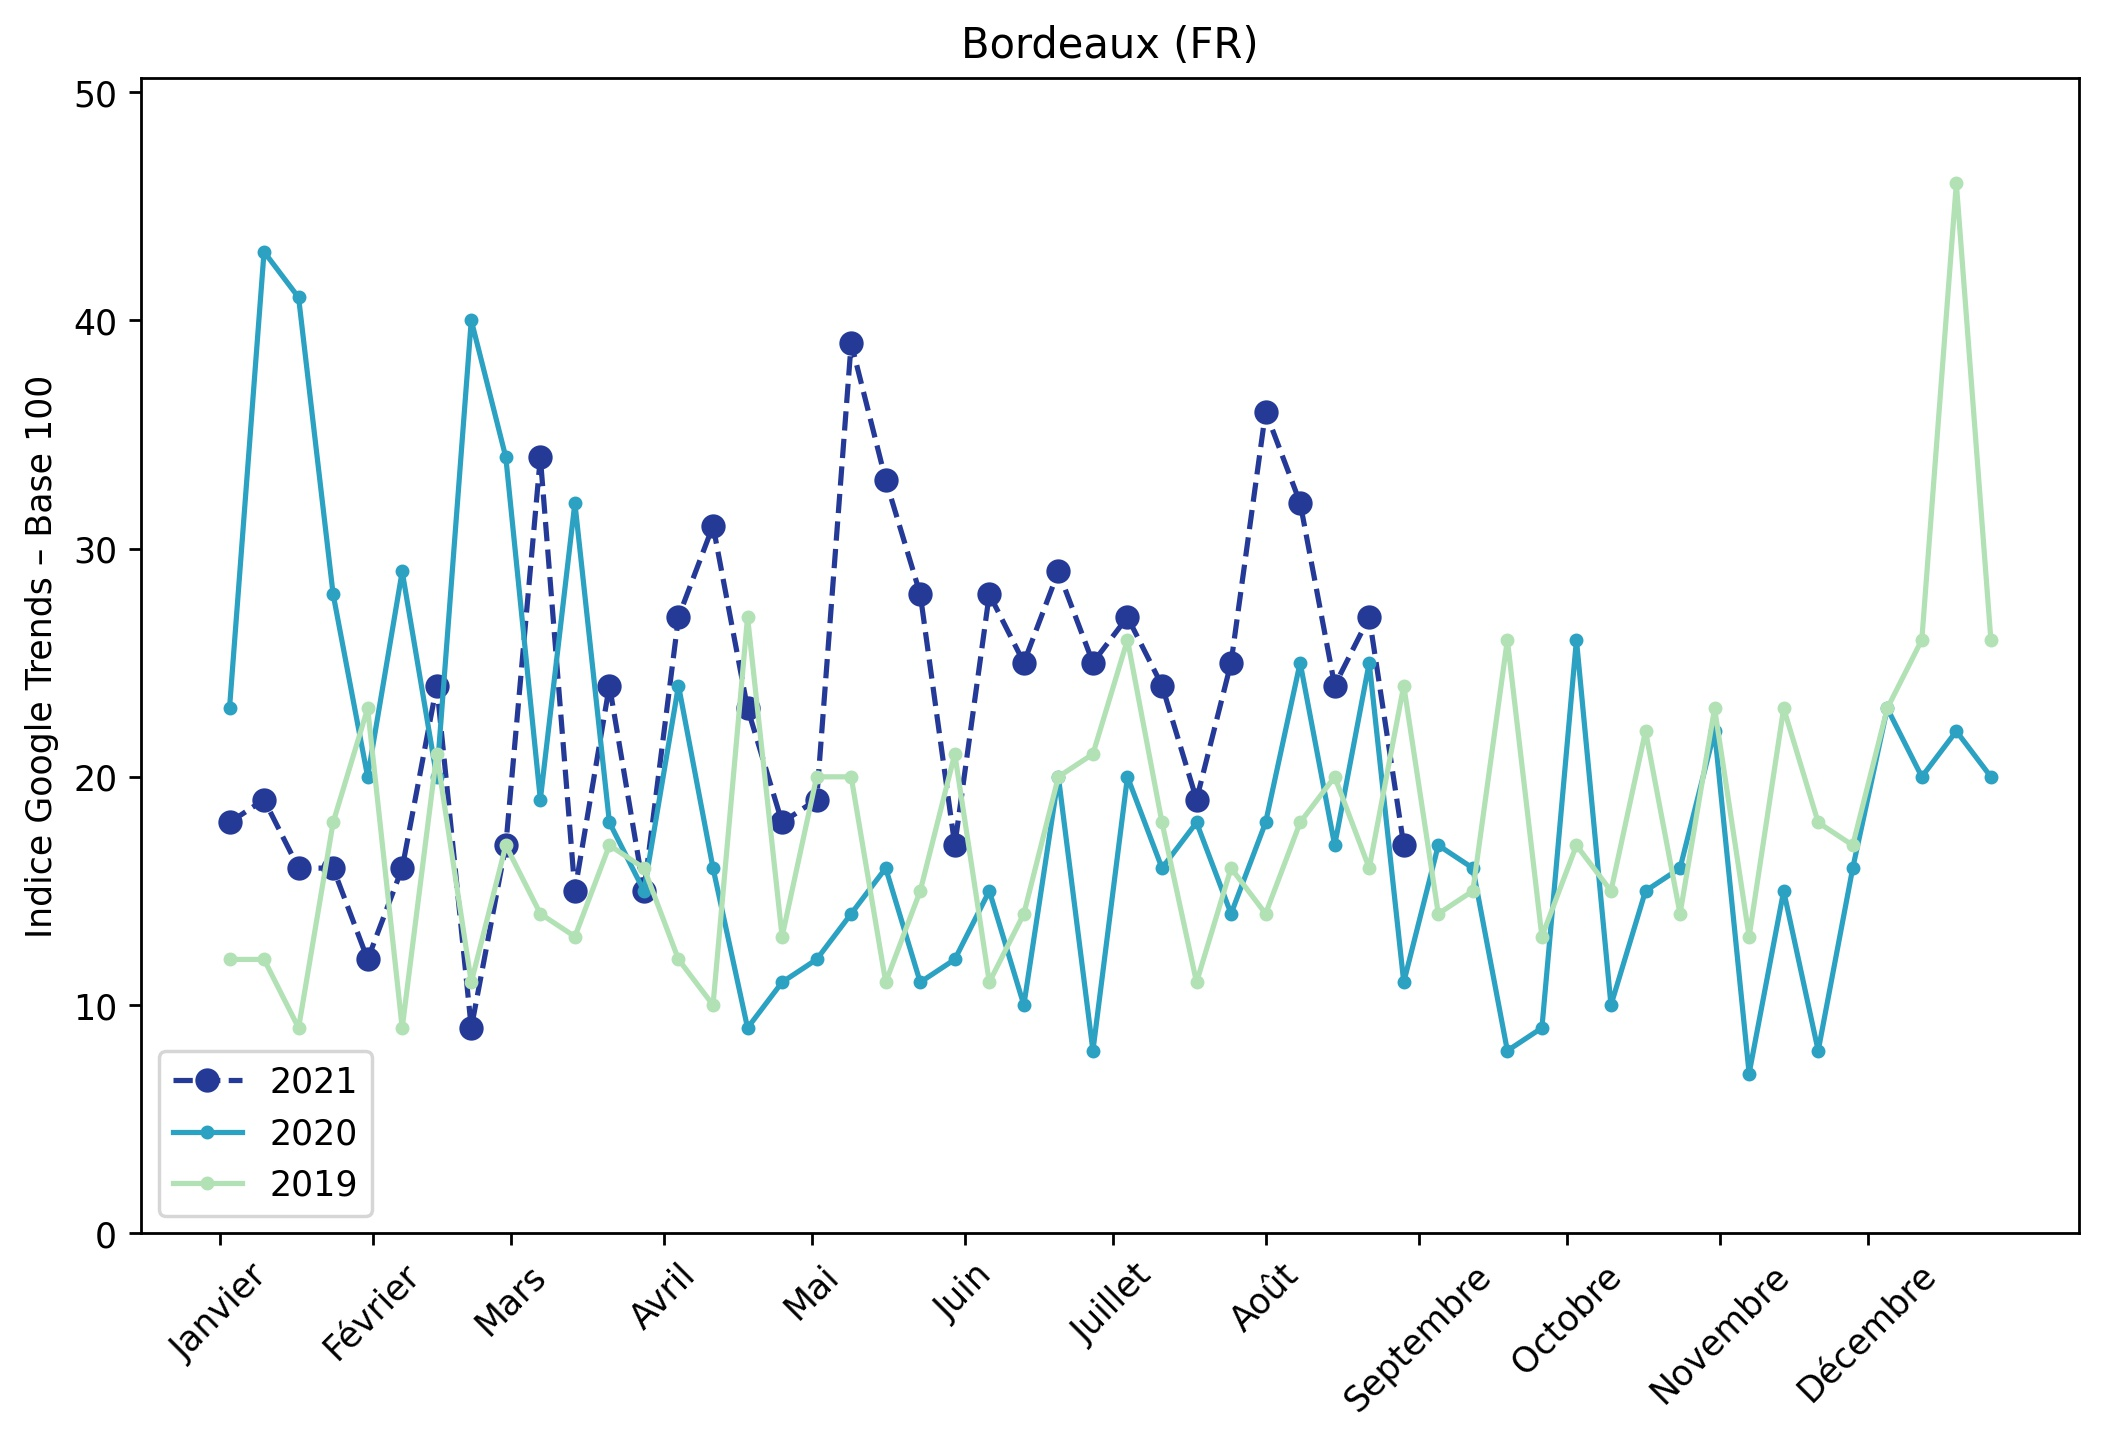 Bordeaux (FR)
Indice Google Trends – Base 100
50
40
30
20
10
0
2021
2020
2019
Janvier
Février
Mars
Avril
Mai
Juin
Juillet
Août
Septembre
Octobre
Novembre
Décembre